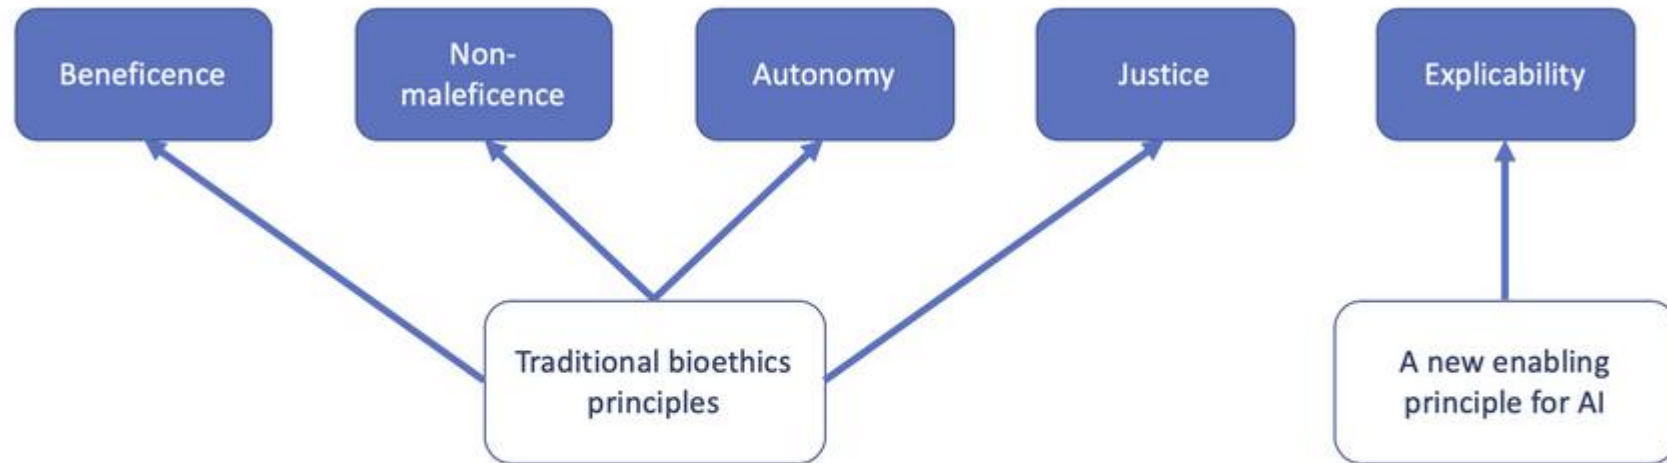 Beneficence
Non-
maleficence
Autonomy
Justice
Explicability
Traditional bioethics
principles
A new enabling
principle for AI